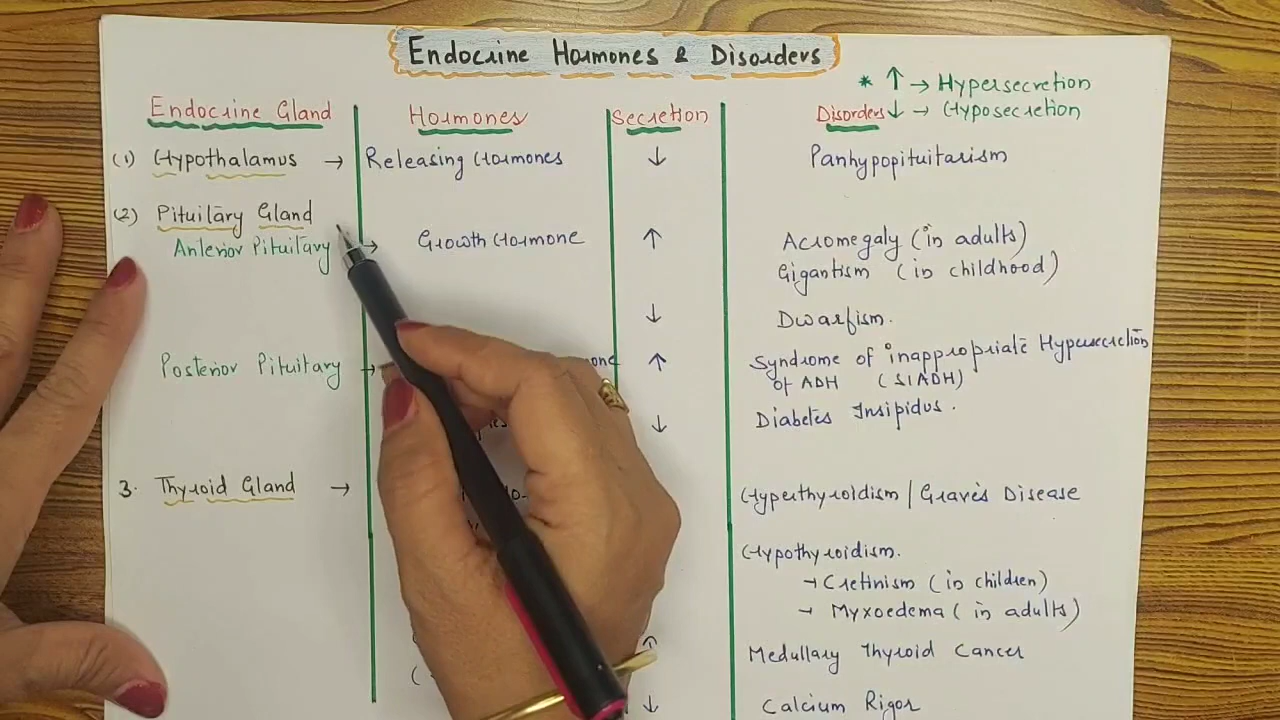 Endocrine Hormones & Disorders
* ↑ → Hypersecretion
↓ → Hyposecretion
Endocrine Gland Hormones Secretion Disorders
(1) Hypothalamus → Releasing Hormones ↓ Panhypopituitarism
(2) Pituitary Gland
Anterior Pituitary → Growth Hormone ↑ Acromegaly (in adults)
Gigantism (in childhood)
↓ Dwarfism.
Posterior Pituitary → ↑ Syndrome of inappropriate Hypersecretion
of ADH (SIADH)
↓ Diabetes Insipidus.
3. Thyroid Gland → Hyperthyroidism / Grave's Disease
Hypothyroidism.
→ Cretinism (in children)
→ Myxoedema (in adults)
↑ Medullary Thyroid Cancer
↓ Calcium Rigor